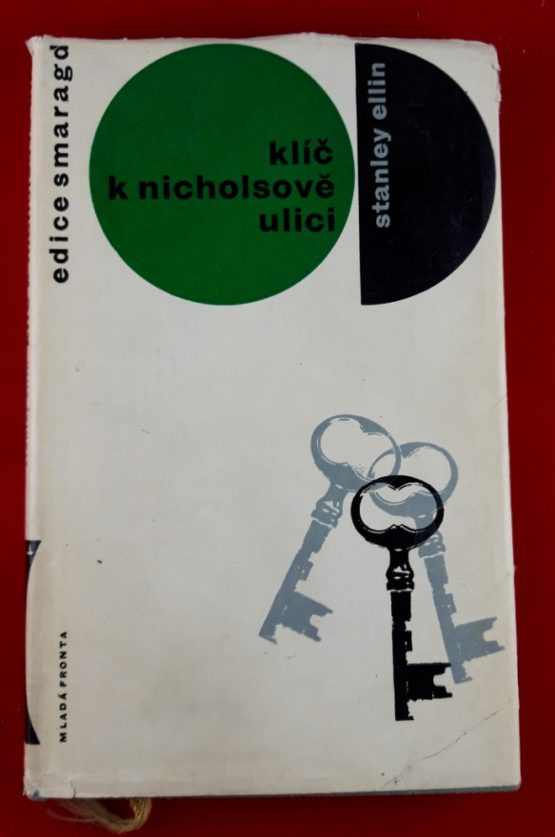 edice smaragd
klíč
k nicholsově
ulici
stanley ellin
MLADÁ FRONTA